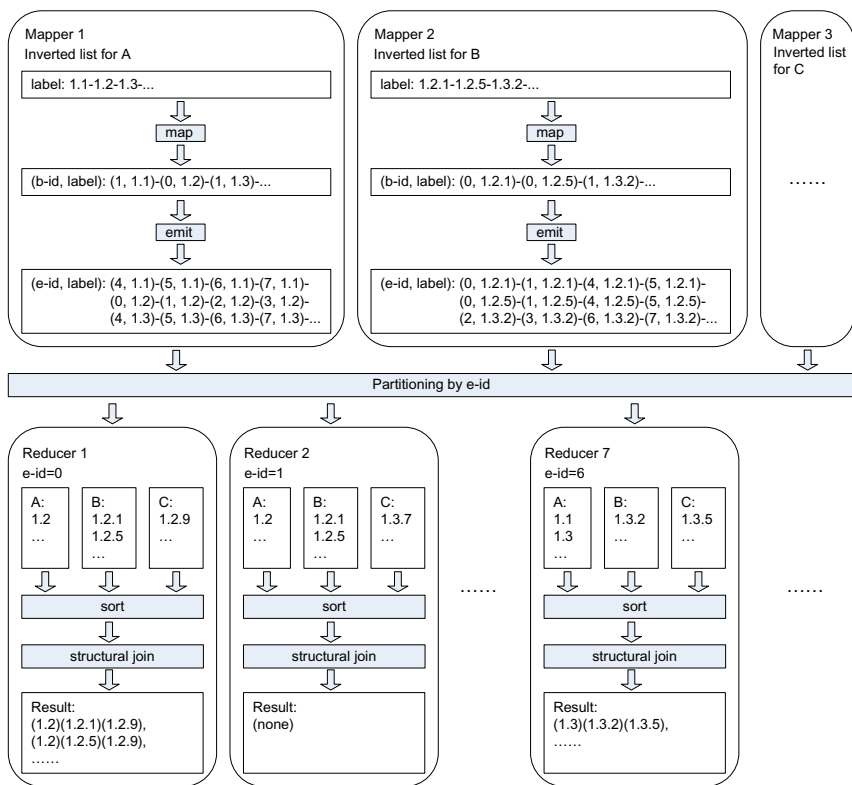 Mapper 1
Inverted list for A
label: 1.1-1.2-1.3-...
map
(b-id, label): (1, 1.1)-(0, 1.2)-(1, 1.3)-...
emit
(e-id, label): (4, 1.1)-(5, 1.1)-(6, 1.1)-(7, 1.1)-
(0, 1.2)-(1, 1.2)-(2, 1.2)-(3, 1.2)-
(4, 1.3)-(5, 1.3)-(6, 1.3)-(7, 1.3)-...
Mapper 2
Inverted list for B
label: 1.2.1-1.2.5-1.3.2-...
map
(b-id, label): (0, 1.2.1)-(0, 1.2.5)-(1, 1.3.2)-...
emit
(e-id, label): (0, 1.2.1)-(1, 1.2.1)-(4, 1.2.1)-(5, 1.2.1)-
(0, 1.2.5)-(1, 1.2.5)-(4, 1.2.5)-(5, 1.2.5)-
(2, 1.3.2)-(3, 1.3.2)-(6, 1.3.2)-(7, 1.3.2)-...
Mapper 3
Inverted list
for C
……
Partitioning by e-id
Reducer 1
e-id=0
A:
1.2
…
B:
1.2.1
1.2.5
…
C:
1.2.9
…
sort
structural join
Result:
(1.2)(1.2.1)(1.2.9),
(1.2)(1.2.5)(1.2.9),
……
Reducer 2
e-id=1
A:
1.2
…
B:
1.2.1
1.2.5
…
C:
1.3.7
…
sort
structural join
Result:
(none)
……
Reducer 7
e-id=6
A:
1.1
1.3
…
B:
1.3.2
…
C:
1.3.5
…
sort
structural join
Result:
(1.3)(1.3.2)(1.3.5),
……
……